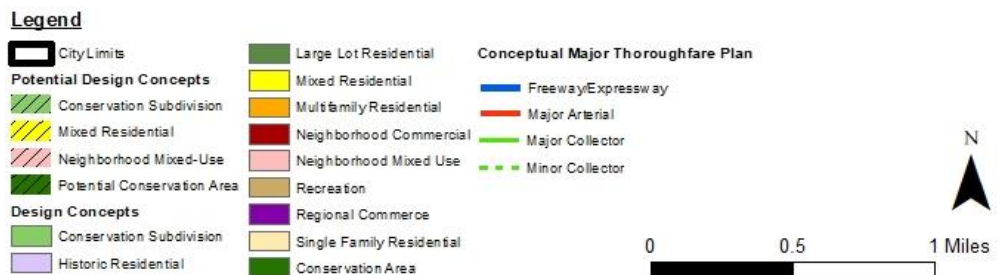 Legend
City Limits
Potential Design Concepts
Conservation Subdivision
Mixed Residential
Neighborhood Mixed-Use
Potential Conservation Area
Design Concepts
Conservation Subdivision
Historic Residential
Large Lot Residential
Mixed Residential
Multifamily Residential
Neighborhood Commercial
Neighborhood Mixed Use
Recreation
Regional Commerce
Single Family Residential
Conservation Area
Conceptual Major Thoroughfare Plan
Freeway/Expressway
Major Arterial
Major Collector
Minor Collector
N
0 0.5 1 Miles